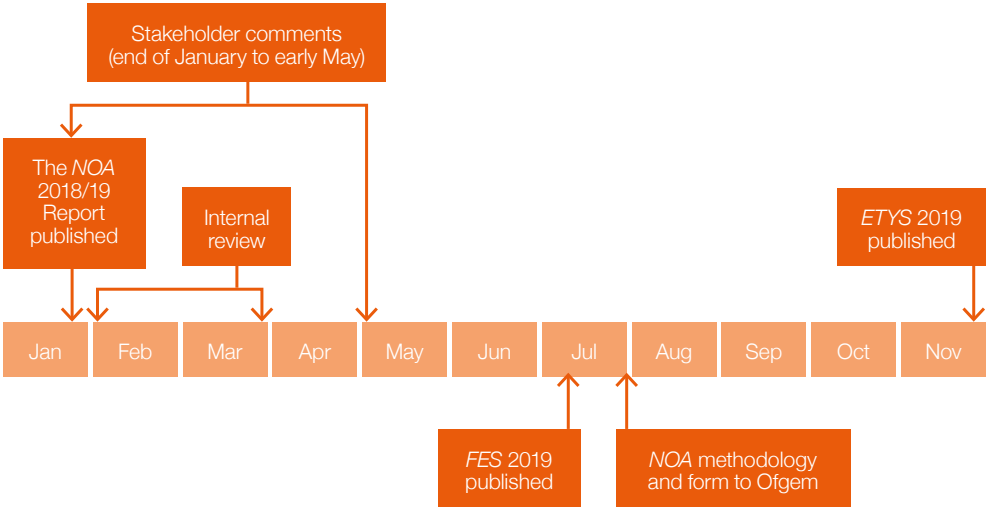 Stakeholder comments
(end of January to early May)
The NOA
2018/19
Report
published
Internal
review
ETYS 2019
published
Jan
Feb
Mar
Apr
May
Jun
Jul
Aug
Sep
Oct
Nov
FES 2019
published
NOA methodology
and form to Ofgem